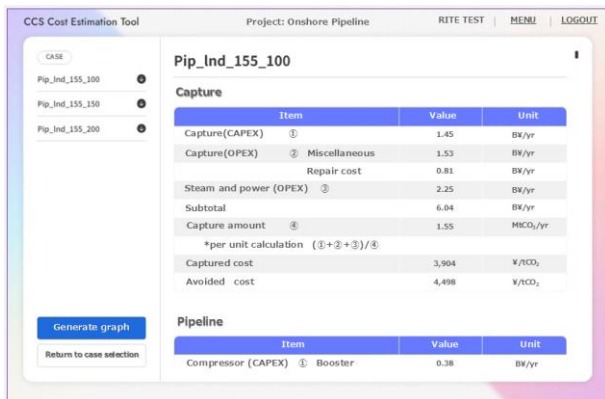 CCS Cost Estimation Tool Project: Onshore Pipeline RITE TEST | MENU | LOGOUT
CASE
Pip_lnd_155_100
Pip_lnd_155_150
Pip_lnd_155_200
Generate graph
Return to case selection
Pip_lnd_155_100
Capture
Item Value Unit
Capture(CAPEX) ① 1.45 B¥/yr
Capture(OPEX) ② Miscellaneous 1.53 B¥/yr
Repair cost 0.81 B¥/yr
Steam and power (OPEX) ③ 2.25 B¥/yr
Subtotal 6.04 B¥/yr
Capture amount ④ 1.55 MtCO₂/yr
*per unit calculation (①+②+③)/④
Captured cost 3,904 ¥/tCO₂
Avoided cost 4,498 ¥/tCO₂
Pipeline
Item Value Unit
Compressor (CAPEX) ① Booster 0.38 B¥/yr